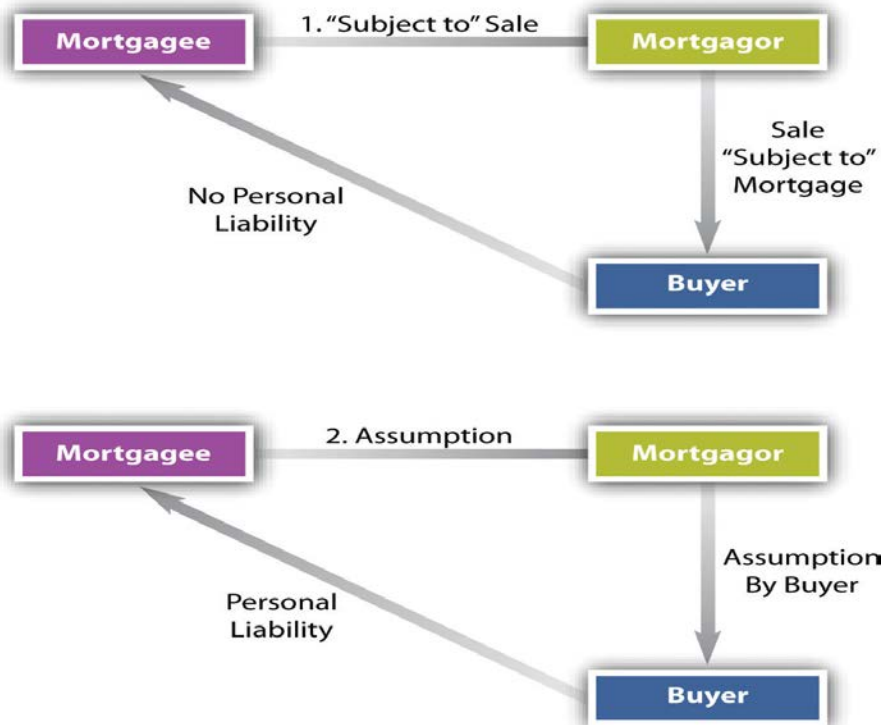 Mortgagee
1. “Subject to” Sale
Mortgagor
Sale
“Subject to”
Mortgage
No Personal
Liability
Buyer
Mortgagee
2. Assumption
Mortgagor
Assumption
By Buyer
Personal
Liability
Buyer